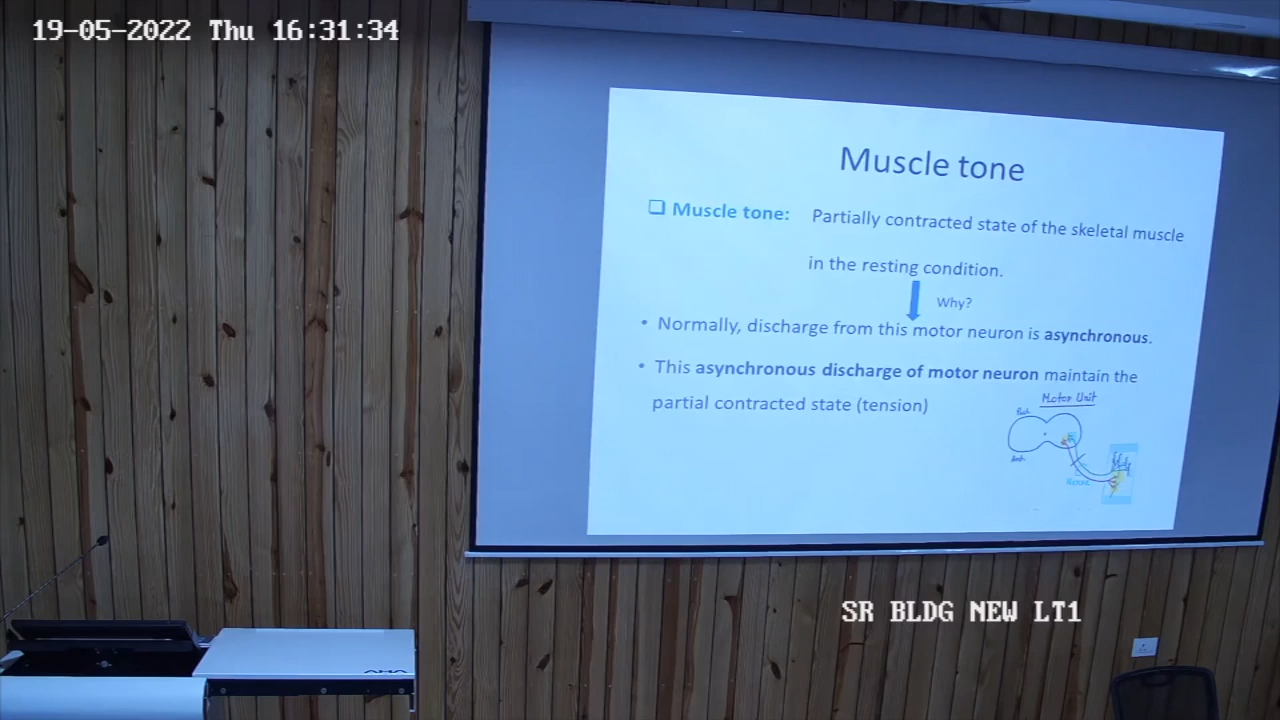 19-05-2022 Thu 16:31:34
Muscle tone
❑ Muscle tone: Partially contracted state of the skeletal muscle
in the resting condition.
Why?
• Normally, discharge from this motor neuron is asynchronous.
• This asynchronous discharge of motor neuron maintain the
partial contracted state (tension)
Motor Unit
Nerve
SR BLDG NEW LT1